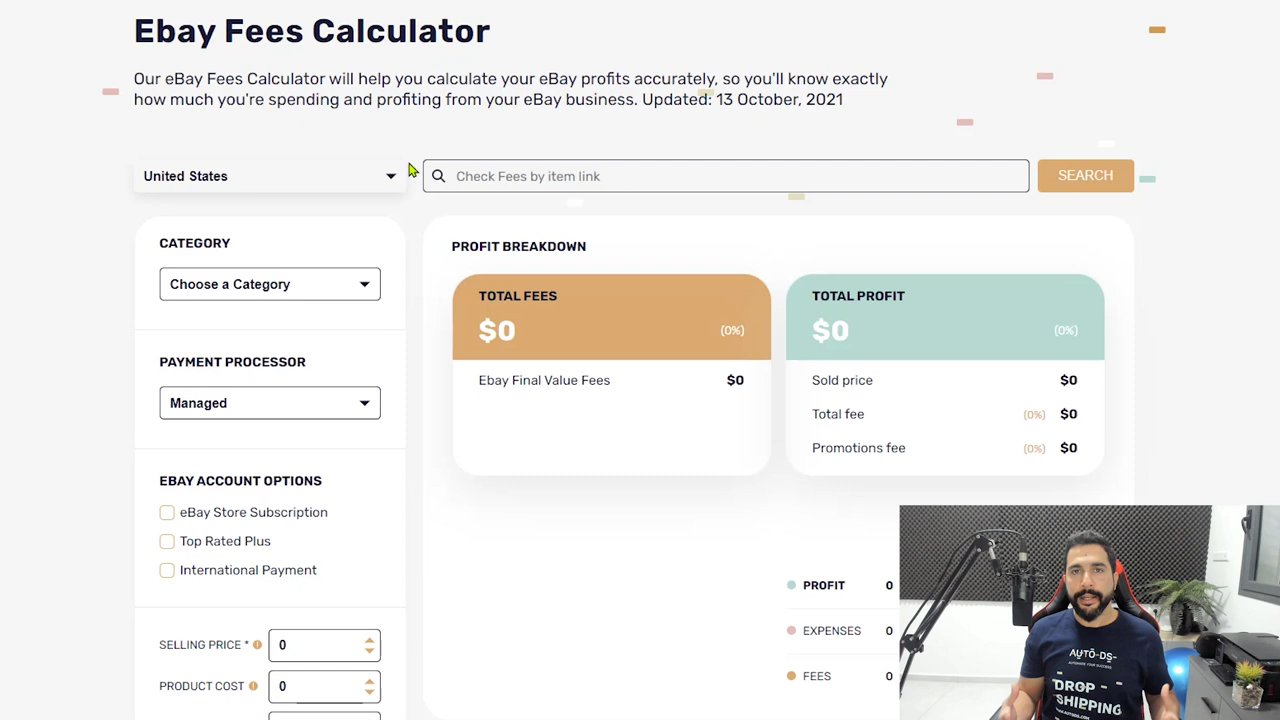 Ebay Fees Calculator
Our eBay Fees Calculator will help you calculate your eBay profits accurately, so you'll know exactly
how much you're spending and profiting from your eBay business. Updated: 13 October, 2021
United States
Check Fees by item link
SEARCH
CATEGORY
Choose a Category
PAYMENT PROCESSOR
Managed
EBAY ACCOUNT OPTIONS
eBay Store Subscription
Top Rated Plus
International Payment
SELLING PRICE * 0
PRODUCT COST 0
PROFIT BREAKDOWN
TOTAL FEES
$0 (0%)
Ebay Final Value Fees $0
TOTAL PROFIT
$0 (0%)
Sold price $0
Total fee (0%) $0
Promotions fee (0%) $0
PROFIT 0
EXPENSES 0
FEES 0
AUTO-DS-
AUTOMATE YOUR SUCCESS
DROP
SHIPPING